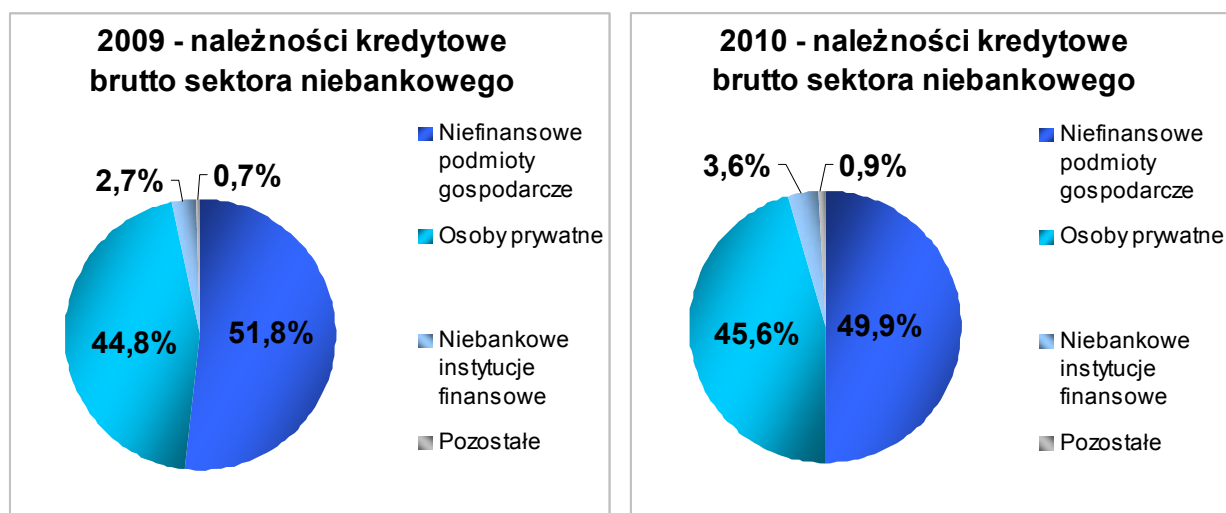 2009 - należności kredytowe
brutto sektora niebankowego
2,7%
0,7%
44,8%
51,8%
Niefinansowe
podmioty
gospodarcze
Osoby prywatne
Niebankowe
instytucje
finansowe
Pozostałe
2010 - należności kredytowe
brutto sektora niebankowego
3,6%
0,9%
45,6%
49,9%
Niefinansowe
podmioty
gospodarcze
Osoby prywatne
Niebankowe
instytucje
finansowe
Pozostałe